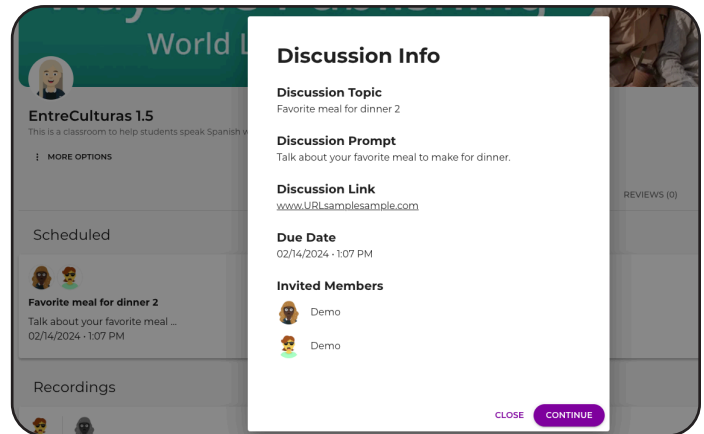 World L
EntreCulturas 1.5
This is a classroom to help students speak Spanish w
MORE OPTIONS
REVIEWS (0)
Scheduled
Favorite meal for dinner 2
Talk about your favorite meal ...
02/14/2024 • 1:07 PM
Recordings
Discussion Info
Discussion Topic
Favorite meal for dinner 2
Discussion Prompt
Talk about your favorite meal to make for dinner.
Discussion Link
www.URLsamplesample.com
Due Date
02/14/2024 • 1:07 PM
Invited Members
Demo
Demo
CLOSE
CONTINUE